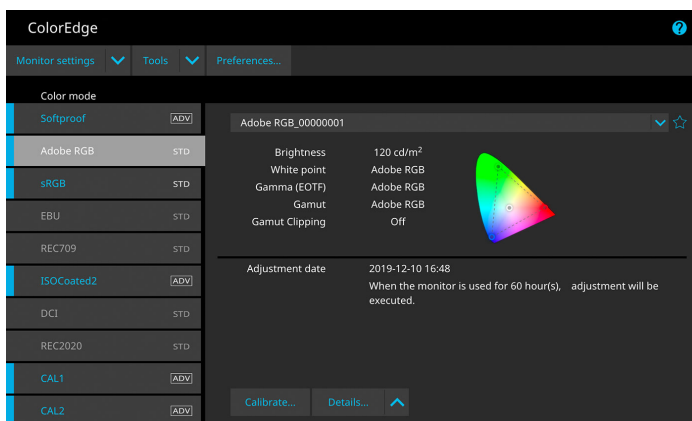 ColorEdge
?
Monitor settings Tools Preferences...
Color mode
Softproof ADV
Adobe RGB STD
sRGB STD
EBU STD
REC709 STD
ISOCoated2 ADV
DCI STD
REC2020 STD
CAL1 ADV
CAL2 ADV
Adobe RGB_00000001
Brightness 120 cd/m²
White point Adobe RGB
Gamma (EOTF) Adobe RGB
Gamut Adobe RGB
Gamut Clipping Off
Adjustment date 2019-12-10 16:48
When the monitor is used for 60 hour(s), adjustment will be
executed.
Calibrate... Details...